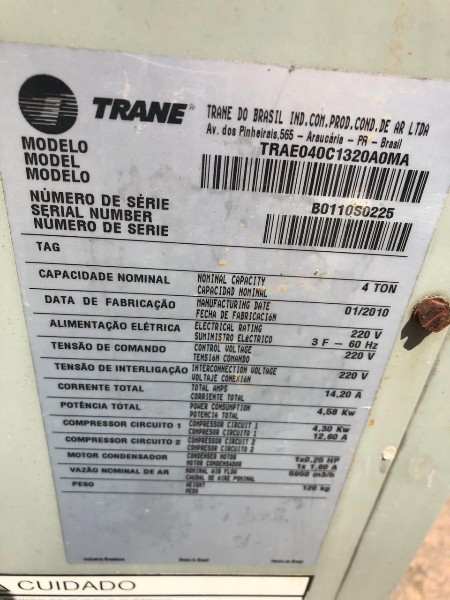 TRANE
TRANE DO BRASIL IND.COM.PROD.COND.DE AR LTDA
Av. dos Pinheirais,565 - Araucária - PR - Brasil
MODELO
MODEL
MODELO
TRAE040C1320A0MA
NÚMERO DE SÉRIE
SERIAL NUMBER
NÚMERO DE SERIE
B0110S0225
TAG
CAPACIDADE NOMINAL NOMINAL CAPACITY
CAPACIDAD NOMINAL 4 TON
DATA DE FABRICAÇÃO MANUFACTURING DATE
FECHA DE FABRICACIÓN 01/2010
ALIMENTAÇÃO ELÉTRICA ELECTRICAL RATING 220 V
SUMINISTRO ELÉCTRICO 3 F - 60 Hz
TENSÃO DE COMANDO CONTROL VOLTAGE 220 V
TENSIÓN COMANDO
TENSÃO DE INTERLIGAÇÃO INTERCONNECTION VOLTAGE 220 V
VOLTAJE CONEXIÓN
CORRENTE TOTAL TOTAL AMPS 14,20 A
CORRIENTE TOTAL
POTÊNCIA TOTAL POWER CONSUMPTION 4,58 Kw
POTENCIA TOTAL
COMPRESSOR CIRCUITO 1 COMPRESSOR CIRCUIT 1 4,30 Kw
COMPRESOR CIRCUITO 1 12,60 A
COMPRESSOR CIRCUITO 2 COMPRESSOR CIRCUIT 2
COMPRESOR CIRCUITO 2
MOTOR CONDENSADOR CONDENSER MOTOR 1x0,25 HP
MOTOR CONDENSADOR 1x 1,60 A
VAZÃO NOMINAL DE AR NOMINAL AIR FLOW m3/h
CAUDAL DE AIRE NOMINAL
PESO WEIGHT kg
PESO
Indústria Brasileira Made in Brazil
CUIDADO